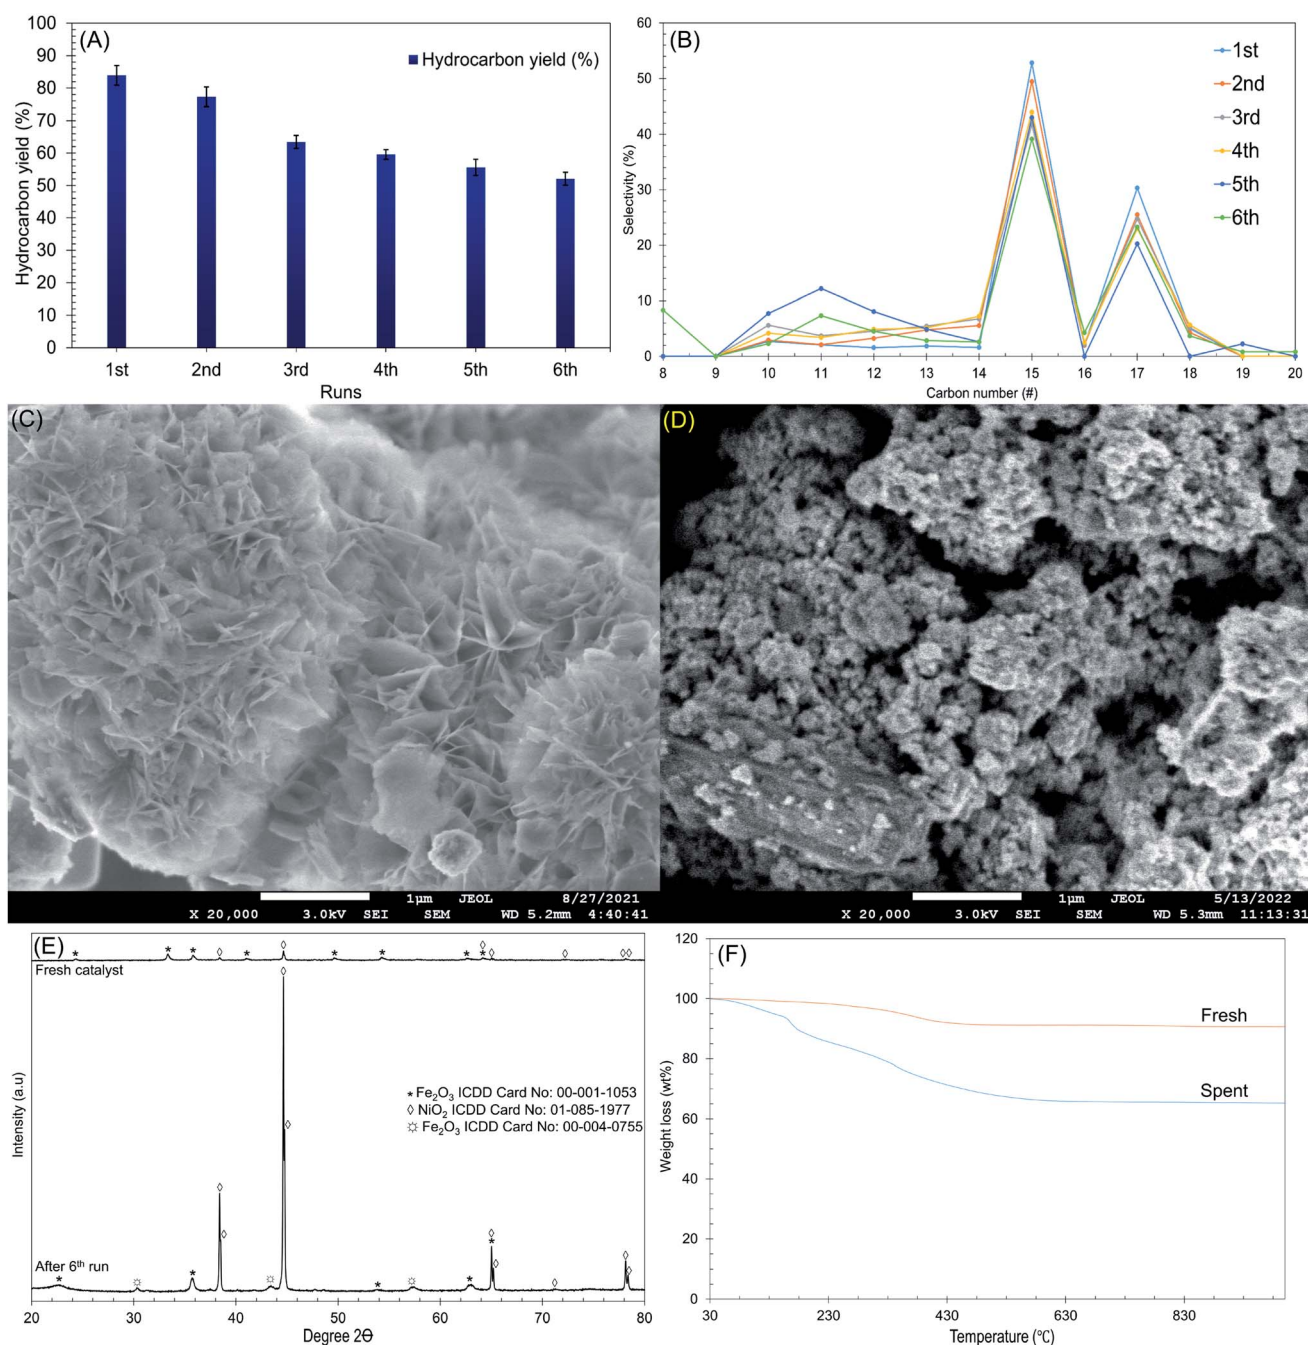 (A)
Hydrocarbon yield (%)
Hydrocarbon yield (%)
100
90
80
70
60
50
40
30
20
10
0
1st 2nd 3rd 4th 5th 6th
Runs
(B)
Selectivity (%)
60
50
40
30
20
10
0
1st
2nd
3rd
4th
5th
6th
8 9 10 11 12 13 14 15 16 17 18 19 20
Carbon number (#)
(C)
1μm JEOL 8/27/2021
X 20,000 3.0kV SEI SEM WD 5.2mm 4:40:41
(D)
1μm JEOL 5/13/2022
X 20,000 3.0kV SEI SEM WD 5.3mm 11:13:31
(E)
Fresh catalyst
* Fe₂O₃ ICDD Card No: 00-001-1053
◊ NiO₂ ICDD Card No: 01-085-1977
☼ Fe₂O₃ ICDD Card No: 00-004-0755
After 6th run
Intensity (a.u)
20 30 40 50 60 70 80
Degree 2Ɵ
(F)
Weight loss (wt%)
120
100
80
60
40
20
0
Fresh
Spent
30 230 430 630 830
Temperature (℃)